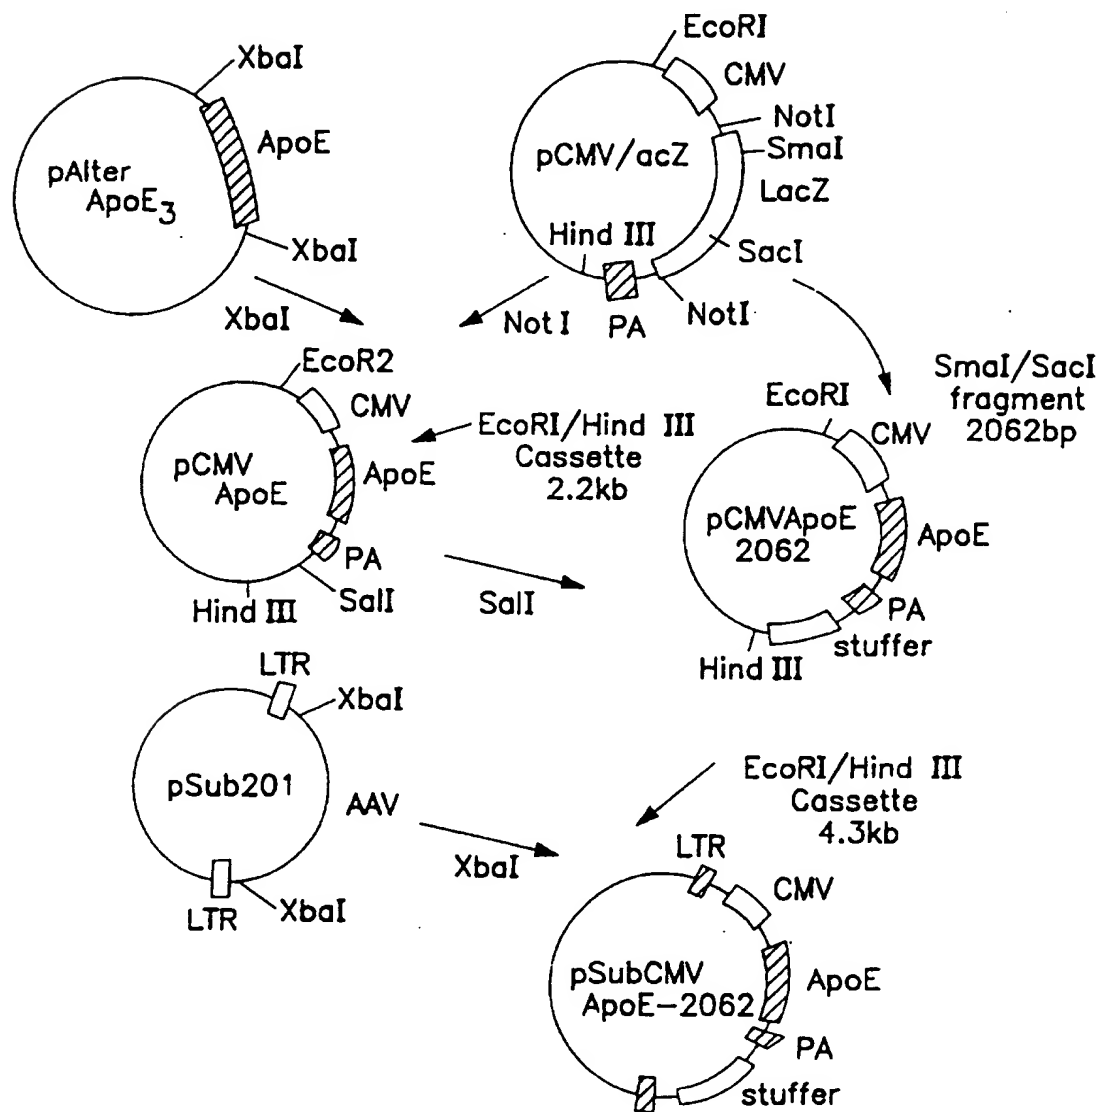 XbaI
ApoE
pAlter
ApoE3
XbaI
XbaI
EcoRI
CMV
NotI
SmaI
pCMV/acZ
LacZ
Hind III
SacI
NotI
PA
Not I
SmaI/SacI
fragment
2062bp
EcoR2
CMV
EcoRI/Hind III
Cassette
2.2kb
pCMV
ApoE
ApoE
PA
SalI
Hind III
SalI
EcoRI
CMV
pCMVApoE
2062
ApoE
PA
stuffer
Hind III
LTR
XbaI
pSub201
AAV
LTR
XbaI
XbaI
EcoRI/Hind III
Cassette
4.3kb
LTR
CMV
pSubCMV
ApoE-2062
ApoE
PA
stuffer